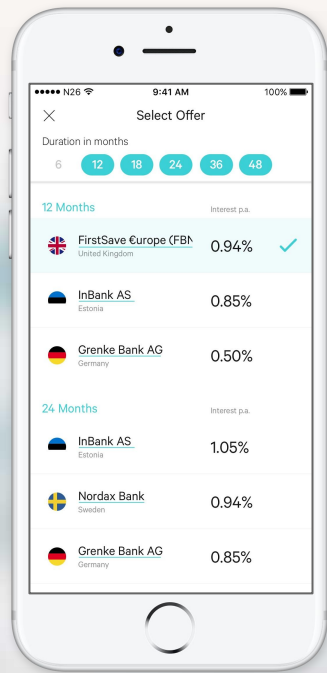 N26 9:41 AM 100%
Select Offer
Duration in months
6 12 18 24 36 48
12 Months Interest p.a.
FirstSave €urope (FBN 0.94%
United Kingdom
InBank AS 0.85%
Estonia
Grenke Bank AG 0.50%
Germany
24 Months Interest p.a.
InBank AS 1.05%
Estonia
Nordax Bank 0.94%
Sweden
Grenke Bank AG 0.85%
Germany